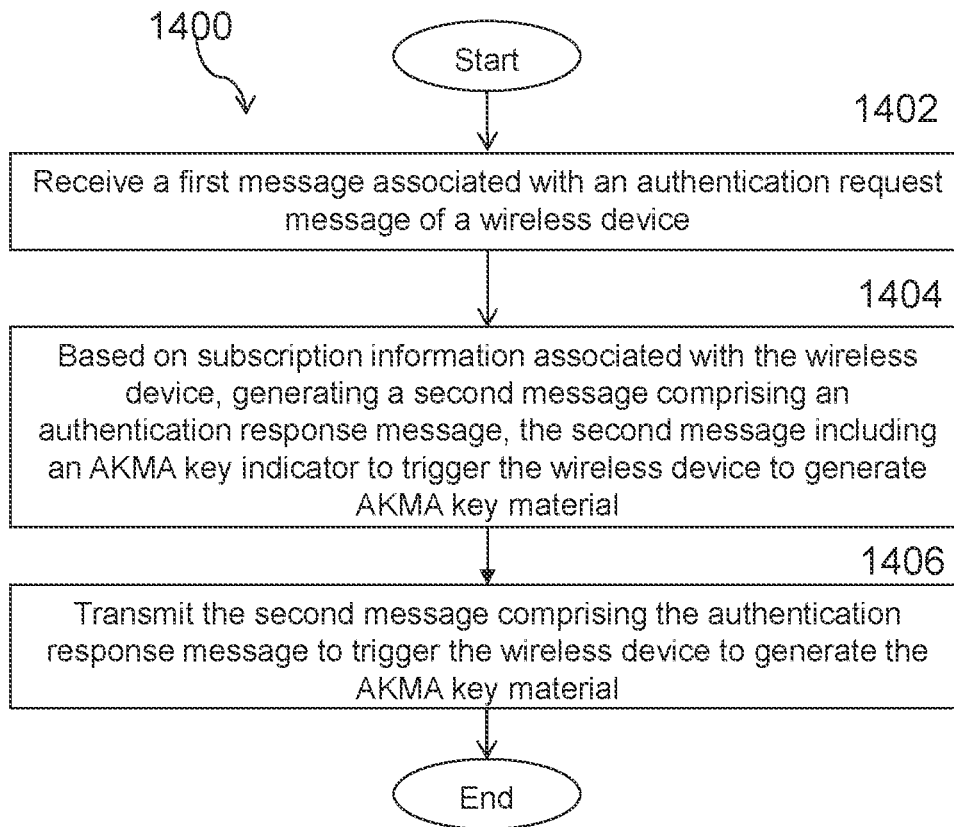 1400
Start
1402
Receive a first message associated with an authentication request
message of a wireless device
1404
Based on subscription information associated with the wireless
device, generating a second message comprising an
authentication response message, the second message including
an AKMA key indicator to trigger the wireless device to generate
AKMA key material
1406
Transmit the second message comprising the authentication
response message to trigger the wireless device to generate the
AKMA key material
End